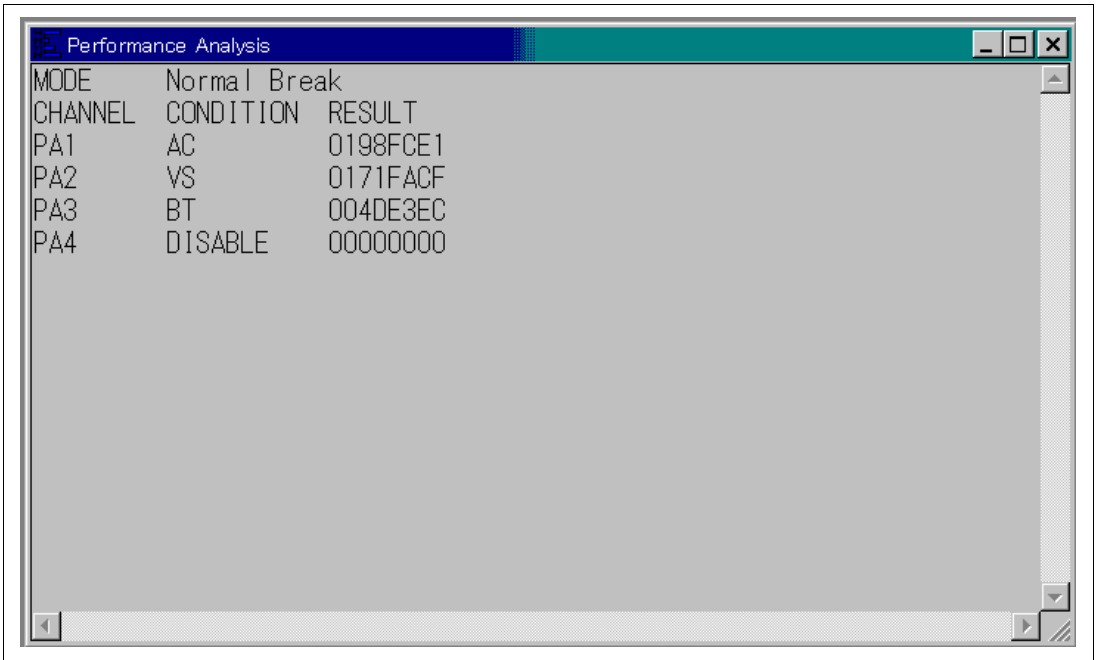 Performance Analysis
MODE Normal Break
CHANNEL CONDITION RESULT
PA1 AC 0198FCE1
PA2 VS 0171FACF
PA3 BT 004DE3EC
PA4 DISABLE 00000000